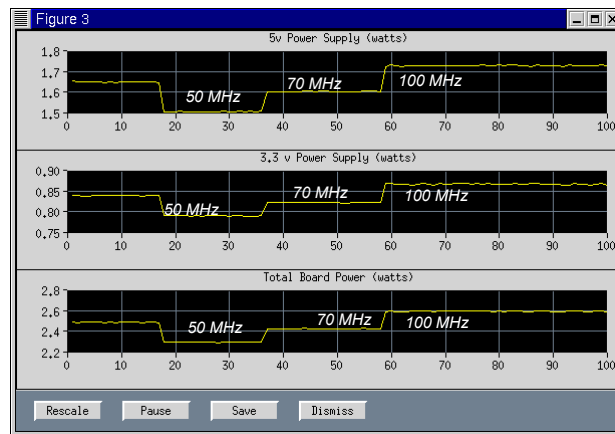 Figure 3
5v Power Supply (watts)
1.8
1.7
1.6
1.5
50 MHz
70 MHz
100 MHz
0 10 20 30 40 50 60 70 80 90 100
3.3 v Power Supply (watts)
0.90
0.85
0.80
0.75
50 MHz
70 MHz
100 MHz
0 10 20 30 40 50 60 70 80 90 100
Total Board Power (watts)
2.8
2.6
2.4
2.2
50 MHz
70 MHz
100 MHz
0 10 20 30 40 50 60 70 80 90 100
Rescale Pause Save Dismiss